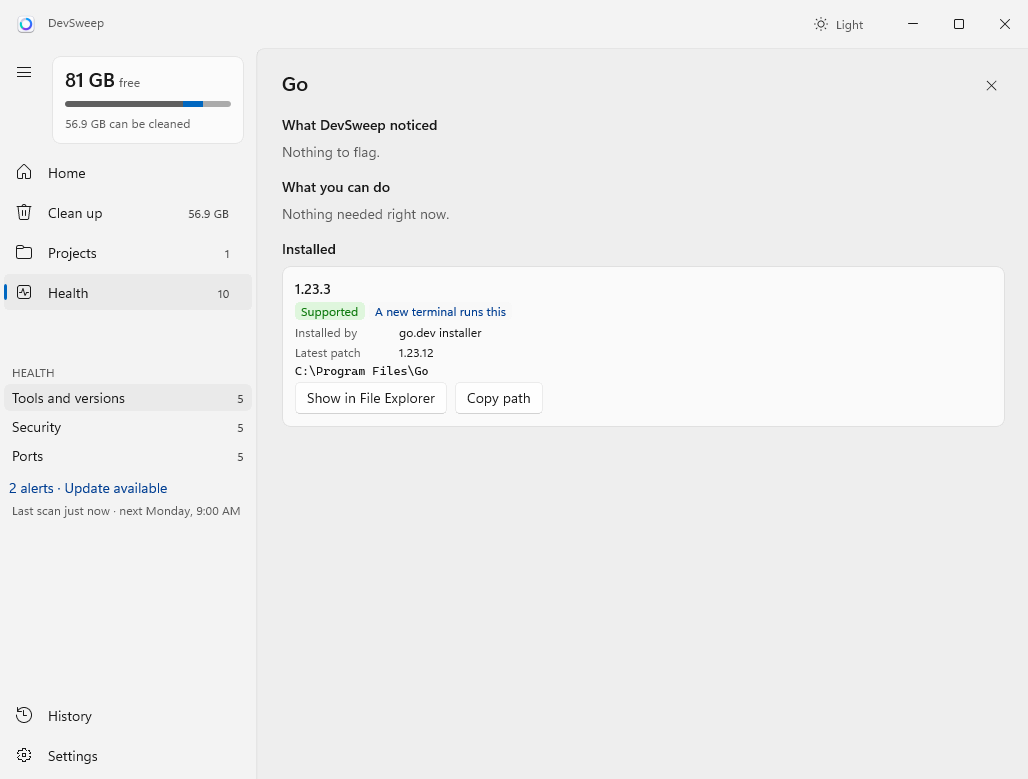 DevSweep
Light
81 GB free
56.9 GB can be cleaned
Home
Clean up 56.9 GB
Projects 1
Health 10
HEALTH
Tools and versions 5
Security 5
Ports 5
2 alerts · Update available
Last scan just now · next Monday, 9:00 AM
History
Settings
Go
What DevSweep noticed
Nothing to flag.
What you can do
Nothing needed right now.
Installed
1.23.3
Supported A new terminal runs this
Installed by go.dev installer
Latest patch 1.23.12
C:\Program Files\Go
Show in File Explorer Copy path